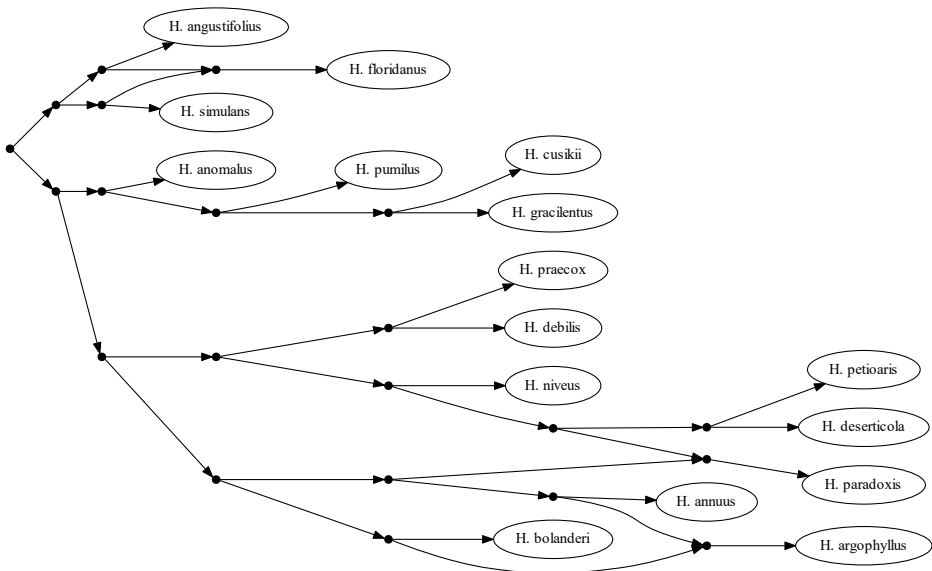 H. angustifolius
H. floridanus
H. simulans
H. cusikii
H. anomalus
H. pumilus
H. gracilentus
H. praecox
H. debilis
H. petioaris
H. niveus
H. deserticola
H. paradoxis
H. annuus
H. bolanderi
H. argophyllus